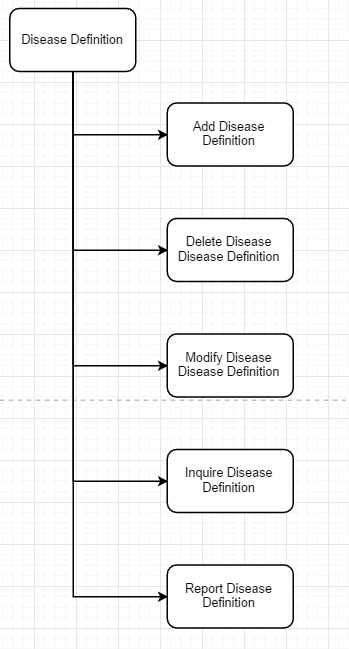 Disease Definition
Add Disease
Definition
Delete Disease
Disease Definition
Modify Disease
Disease Definition
Inquire Disease
Definition
Report Disease
Definition